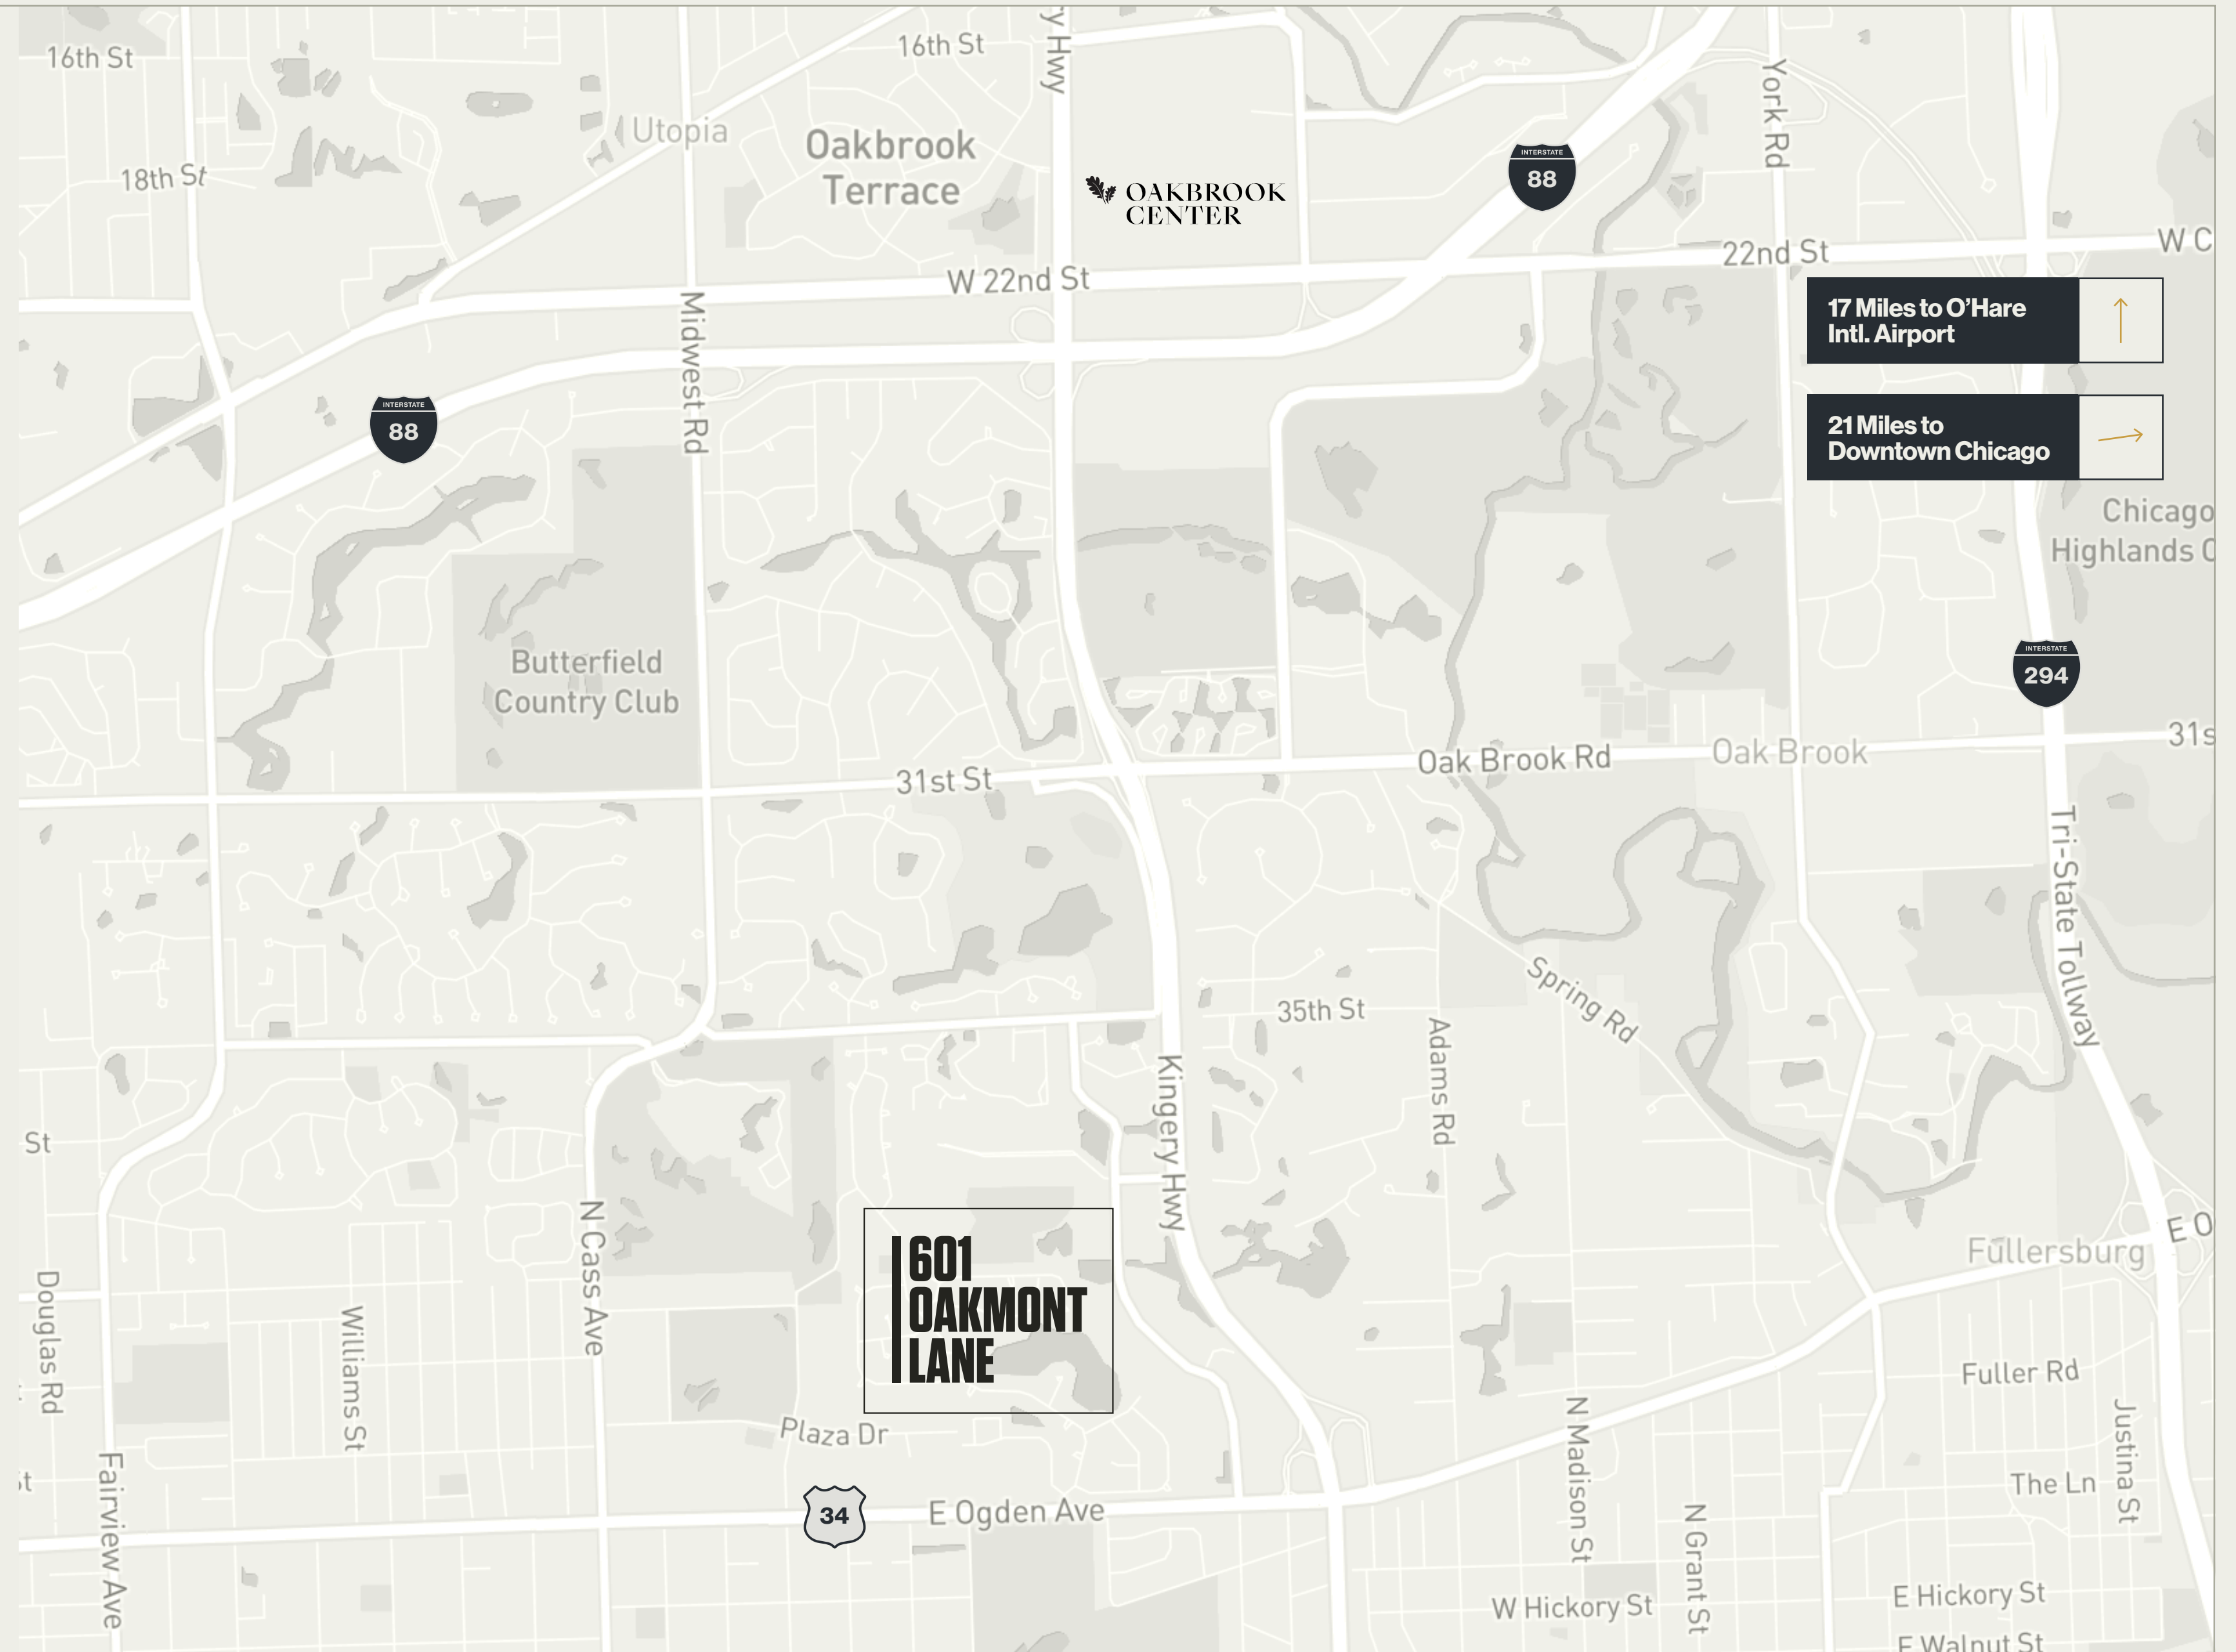 16th St
16th St
y Hwy
York Rd
Utopia
Oakbrook
Terrace
18th St
INTERSTATE
88
OAKBROOK
CENTER
W 22nd St
22nd St
W C
17 Miles to O’Hare
Intl. Airport
21 Miles to
Downtown Chicago
Midwest Rd
INTERSTATE
88
Chicago
Highlands C
Butterfield
Country Club
INTERSTATE
294
31st St
Oak Brook Rd
Oak Brook
31s
Tri-State Tollway
Spring Rd
35th St
Adams Rd
Kingery Hwy
St
N Cass Ave
601
OAKMONT
LANE
E O
Fullersburg
Douglas Rd
Williams St
Fuller Rd
Plaza Dr
N Madison St
Justina St
Fairview Ave
The Ln
34
E Ogden Ave
N Grant St
W Hickory St
E Hickory St
E Walnut St